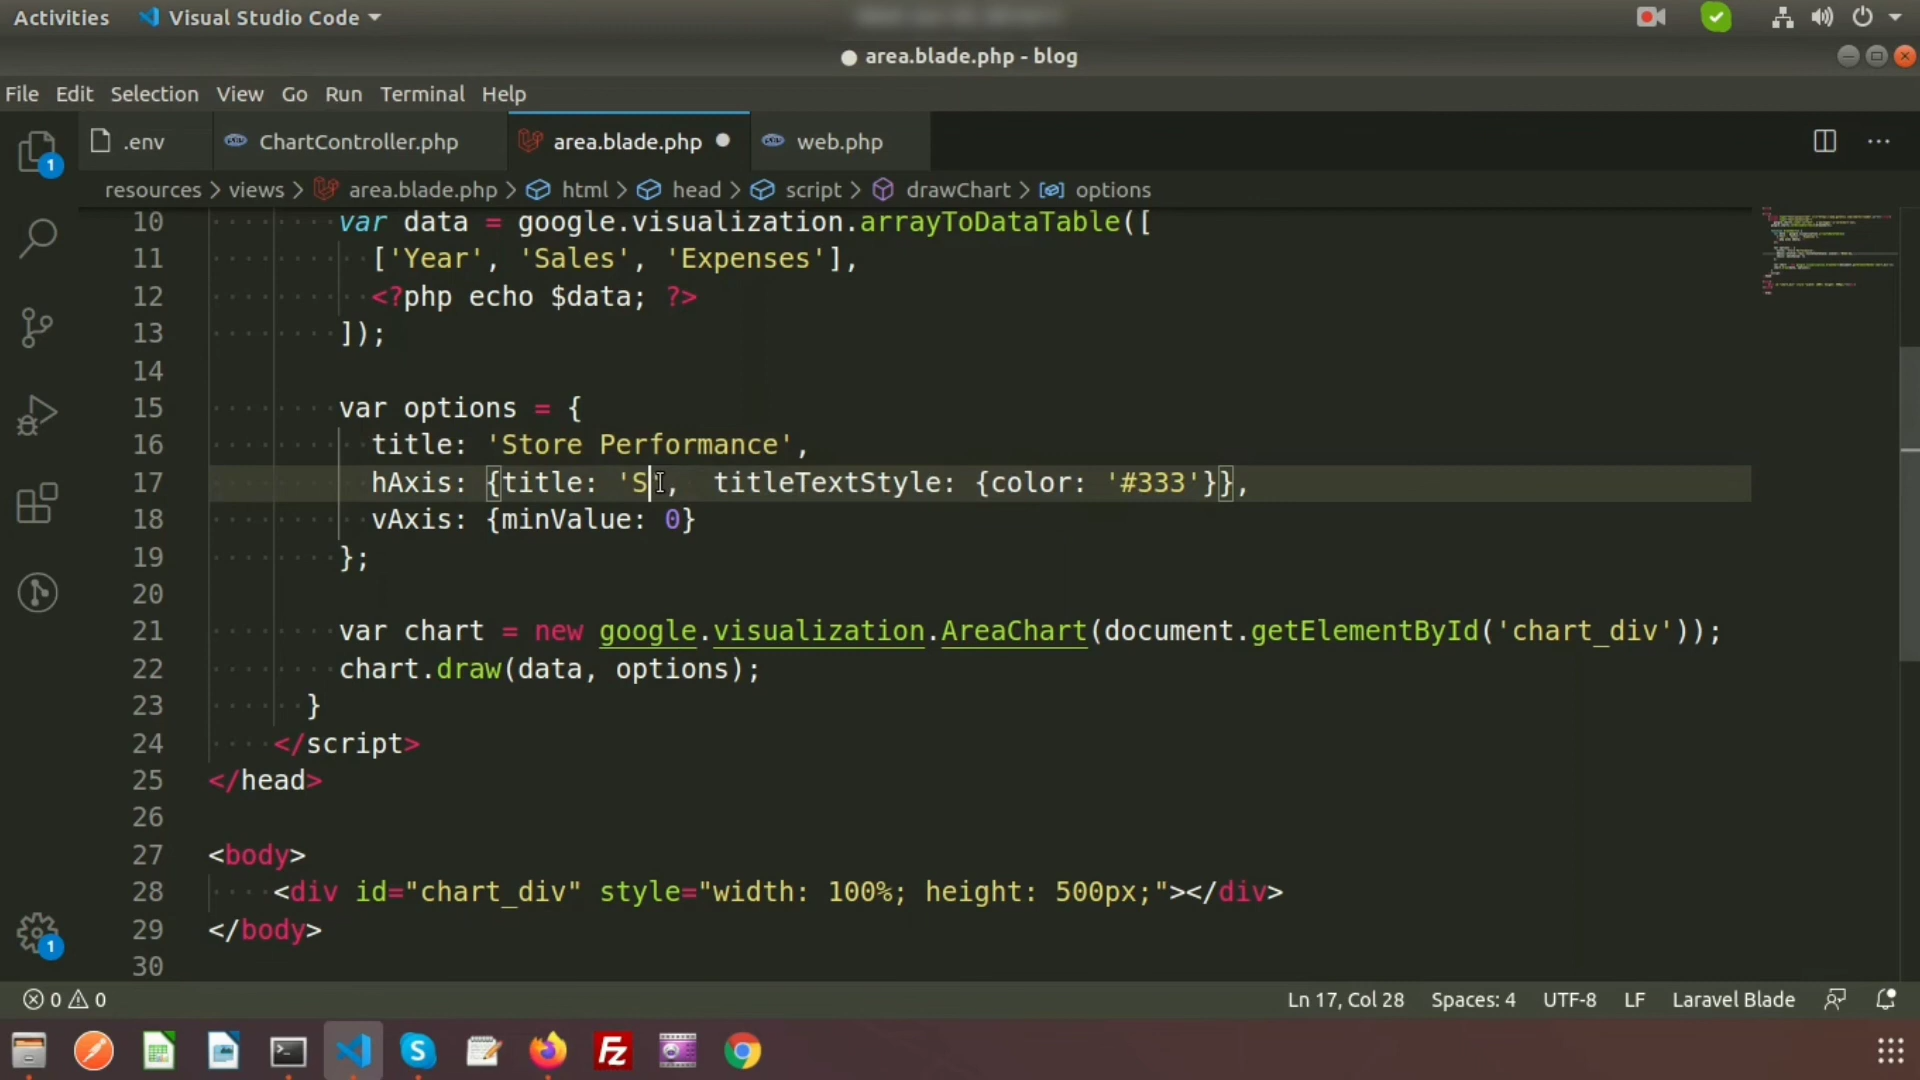 Activities Visual Studio Code
area.blade.php - blog
File Edit Selection View Go Run Terminal Help
1 .env ChartController.php area.blade.php web.php
resources > views > area.blade.php > html > head > script > drawChart > options
10 var data = google.visualization.arrayToDataTable([
11 ['Year', 'Sales', 'Expenses'],
12 <?php echo $data; ?>
13 ]);
14
15 var options = {
16 title: 'Store Performance',
17 hAxis: {title: 'S', titleTextStyle: {color: '#333'}},
18 vAxis: {minValue: 0}
19 };
20
21 var chart = new google.visualization.AreaChart(document.getElementById('chart_div'));
22 chart.draw(data, options);
23 }
24 </script>
25 </head>
26
27 <body>
28 <div id="chart_div" style="width: 100%; height: 500px;"></div>
29 </body>
30
1
0 0 Ln 17, Col 28 Spaces: 4 UTF-8 LF Laravel Blade
S Fz